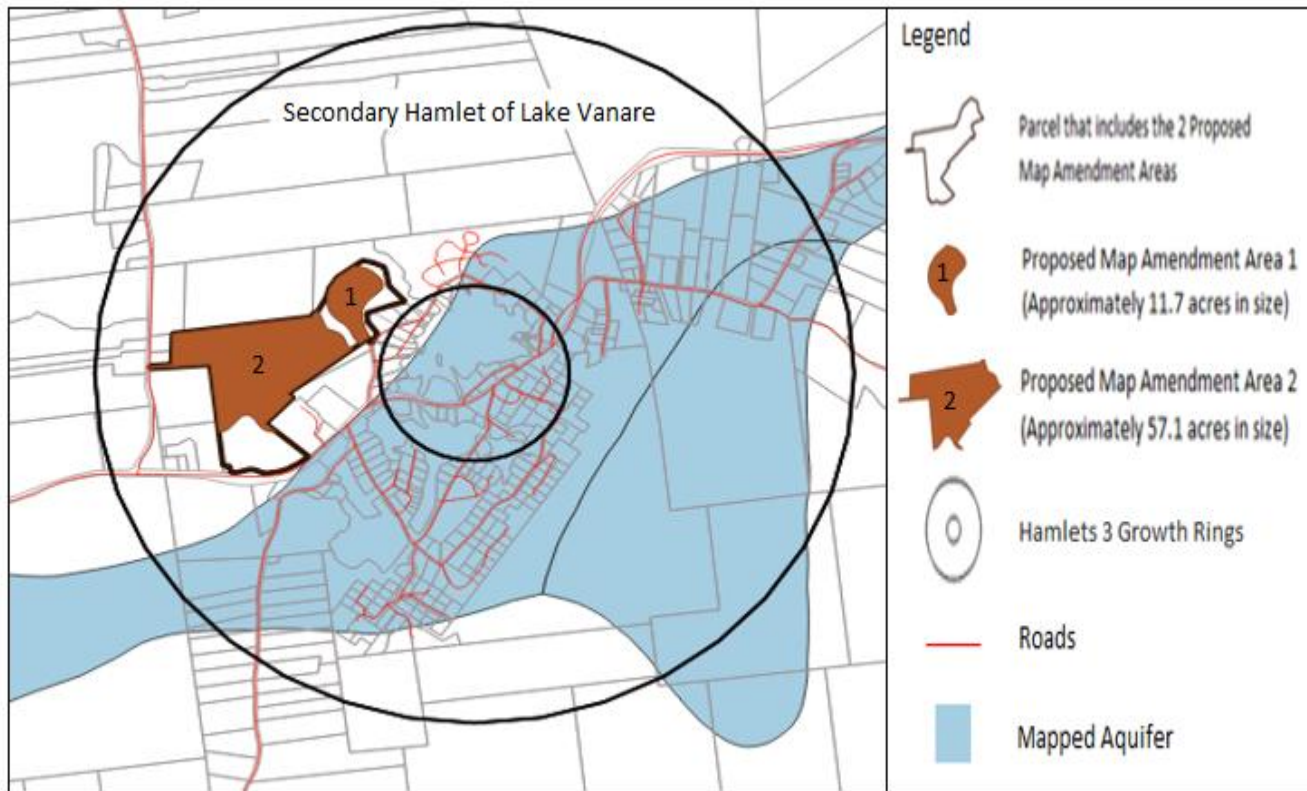 Secondary Hamlet of Lake Vanare
1
2
Legend
Parcel that includes the 2 Proposed
Map Amendment Areas
1
Proposed Map Amendment Area 1
(Approximately 11.7 acres in size)
2
Proposed Map Amendment Area 2
(Approximately 57.1 acres in size)
Hamlets 3 Growth Rings
Roads
Mapped Aquifer